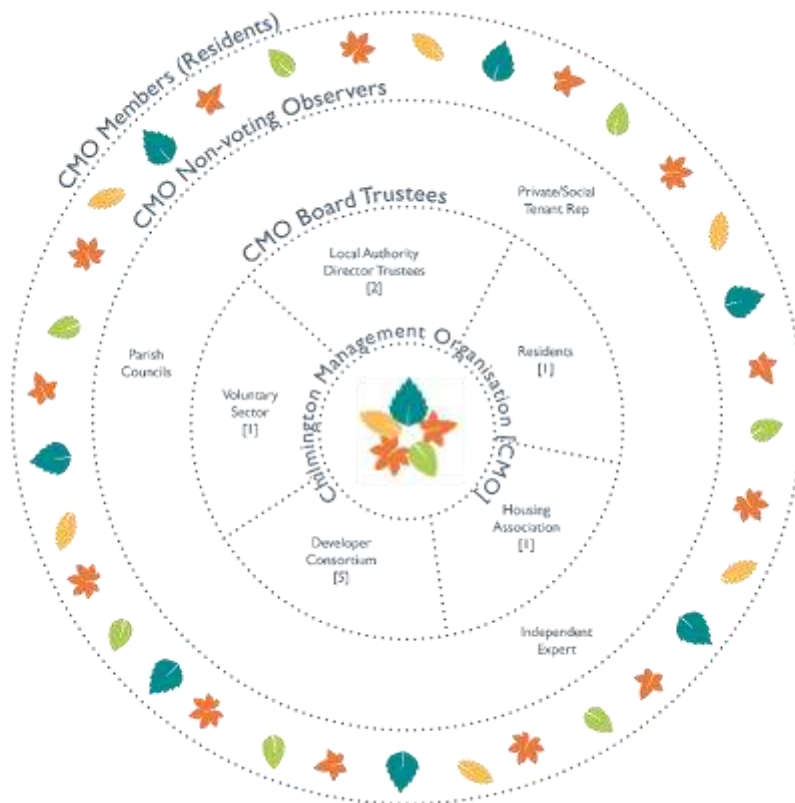 CMO Members (Residents)
CMO Non-voting Observers
Private/Social
Tenant Rep
CMO Board Trustees
Local Authority
Director Trustees
[2]
Chilmington Management Organisation [CMO]
Parish
Councils
Residents
[1]
Voluntary
Sector
[1]
Housing
Association
[1]
Developer
Consortium
[5]
Independent
Expert